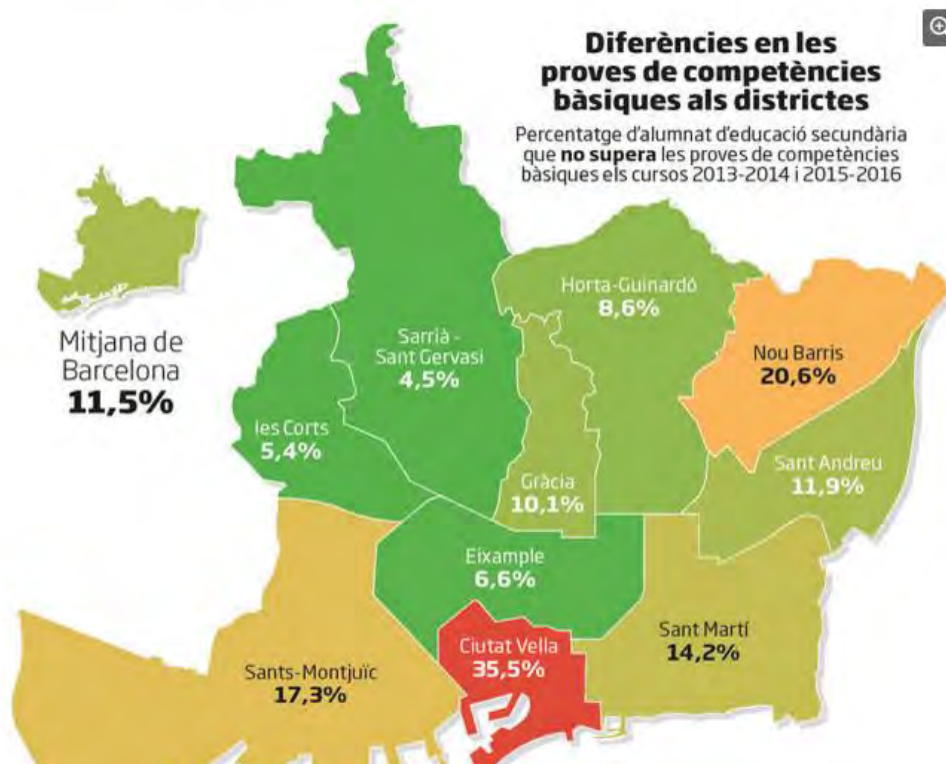 Diferències en les
proves de competències
bàsiques als districtes
Percentatge d'alumnat d'educació secundària
que no supera les proves de competències
bàsiques els cursos 2013-2014 i 2015-2016
Mitjana de
Barcelona
11,5%
Sarrià -
Sant Gervasi
4,5%
Horta-Guinardó
8,6%
Nou Barris
20,6%
les Corts
5,4%
Gràcia
10,1%
Sant Andreu
11,9%
Eixample
6,6%
Sants-Montjuïc
17,3%
Ciutat Vella
35,5%
Sant Martí
14,2%